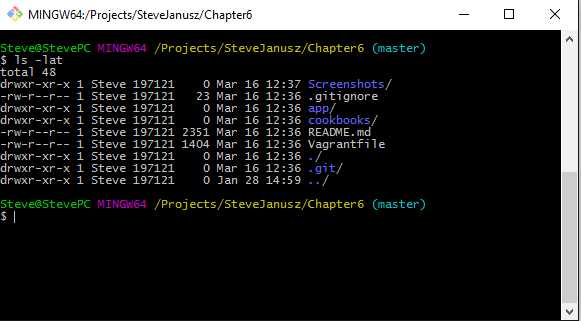 MINGW64:/Projects/SteveJanusz/Chapter6
Steve@StevePC MINGW64 /Projects/SteveJanusz/Chapter6 (master)
$ ls -lat
total 48
drwxr-xr-x 1 Steve 197121    0 Mar 16 12:37 Screenshots/
-rw-r--r-- 1 Steve 197121   23 Mar 16 12:36 .gitignore
drwxr-xr-x 1 Steve 197121    0 Mar 16 12:36 app/
drwxr-xr-x 1 Steve 197121    0 Mar 16 12:36 cookbooks/
-rw-r--r-- 1 Steve 197121 2351 Mar 16 12:36 README.md
-rw-r--r-- 1 Steve 197121 1404 Mar 16 12:36 Vagrantfile
drwxr-xr-x 1 Steve 197121    0 Mar 16 12:36 ./
drwxr-xr-x 1 Steve 197121    0 Mar 16 12:36 .git/
drwxr-xr-x 1 Steve 197121    0 Jan 28 14:59 ../
Steve@StevePC MINGW64 /Projects/SteveJanusz/Chapter6 (master)
$